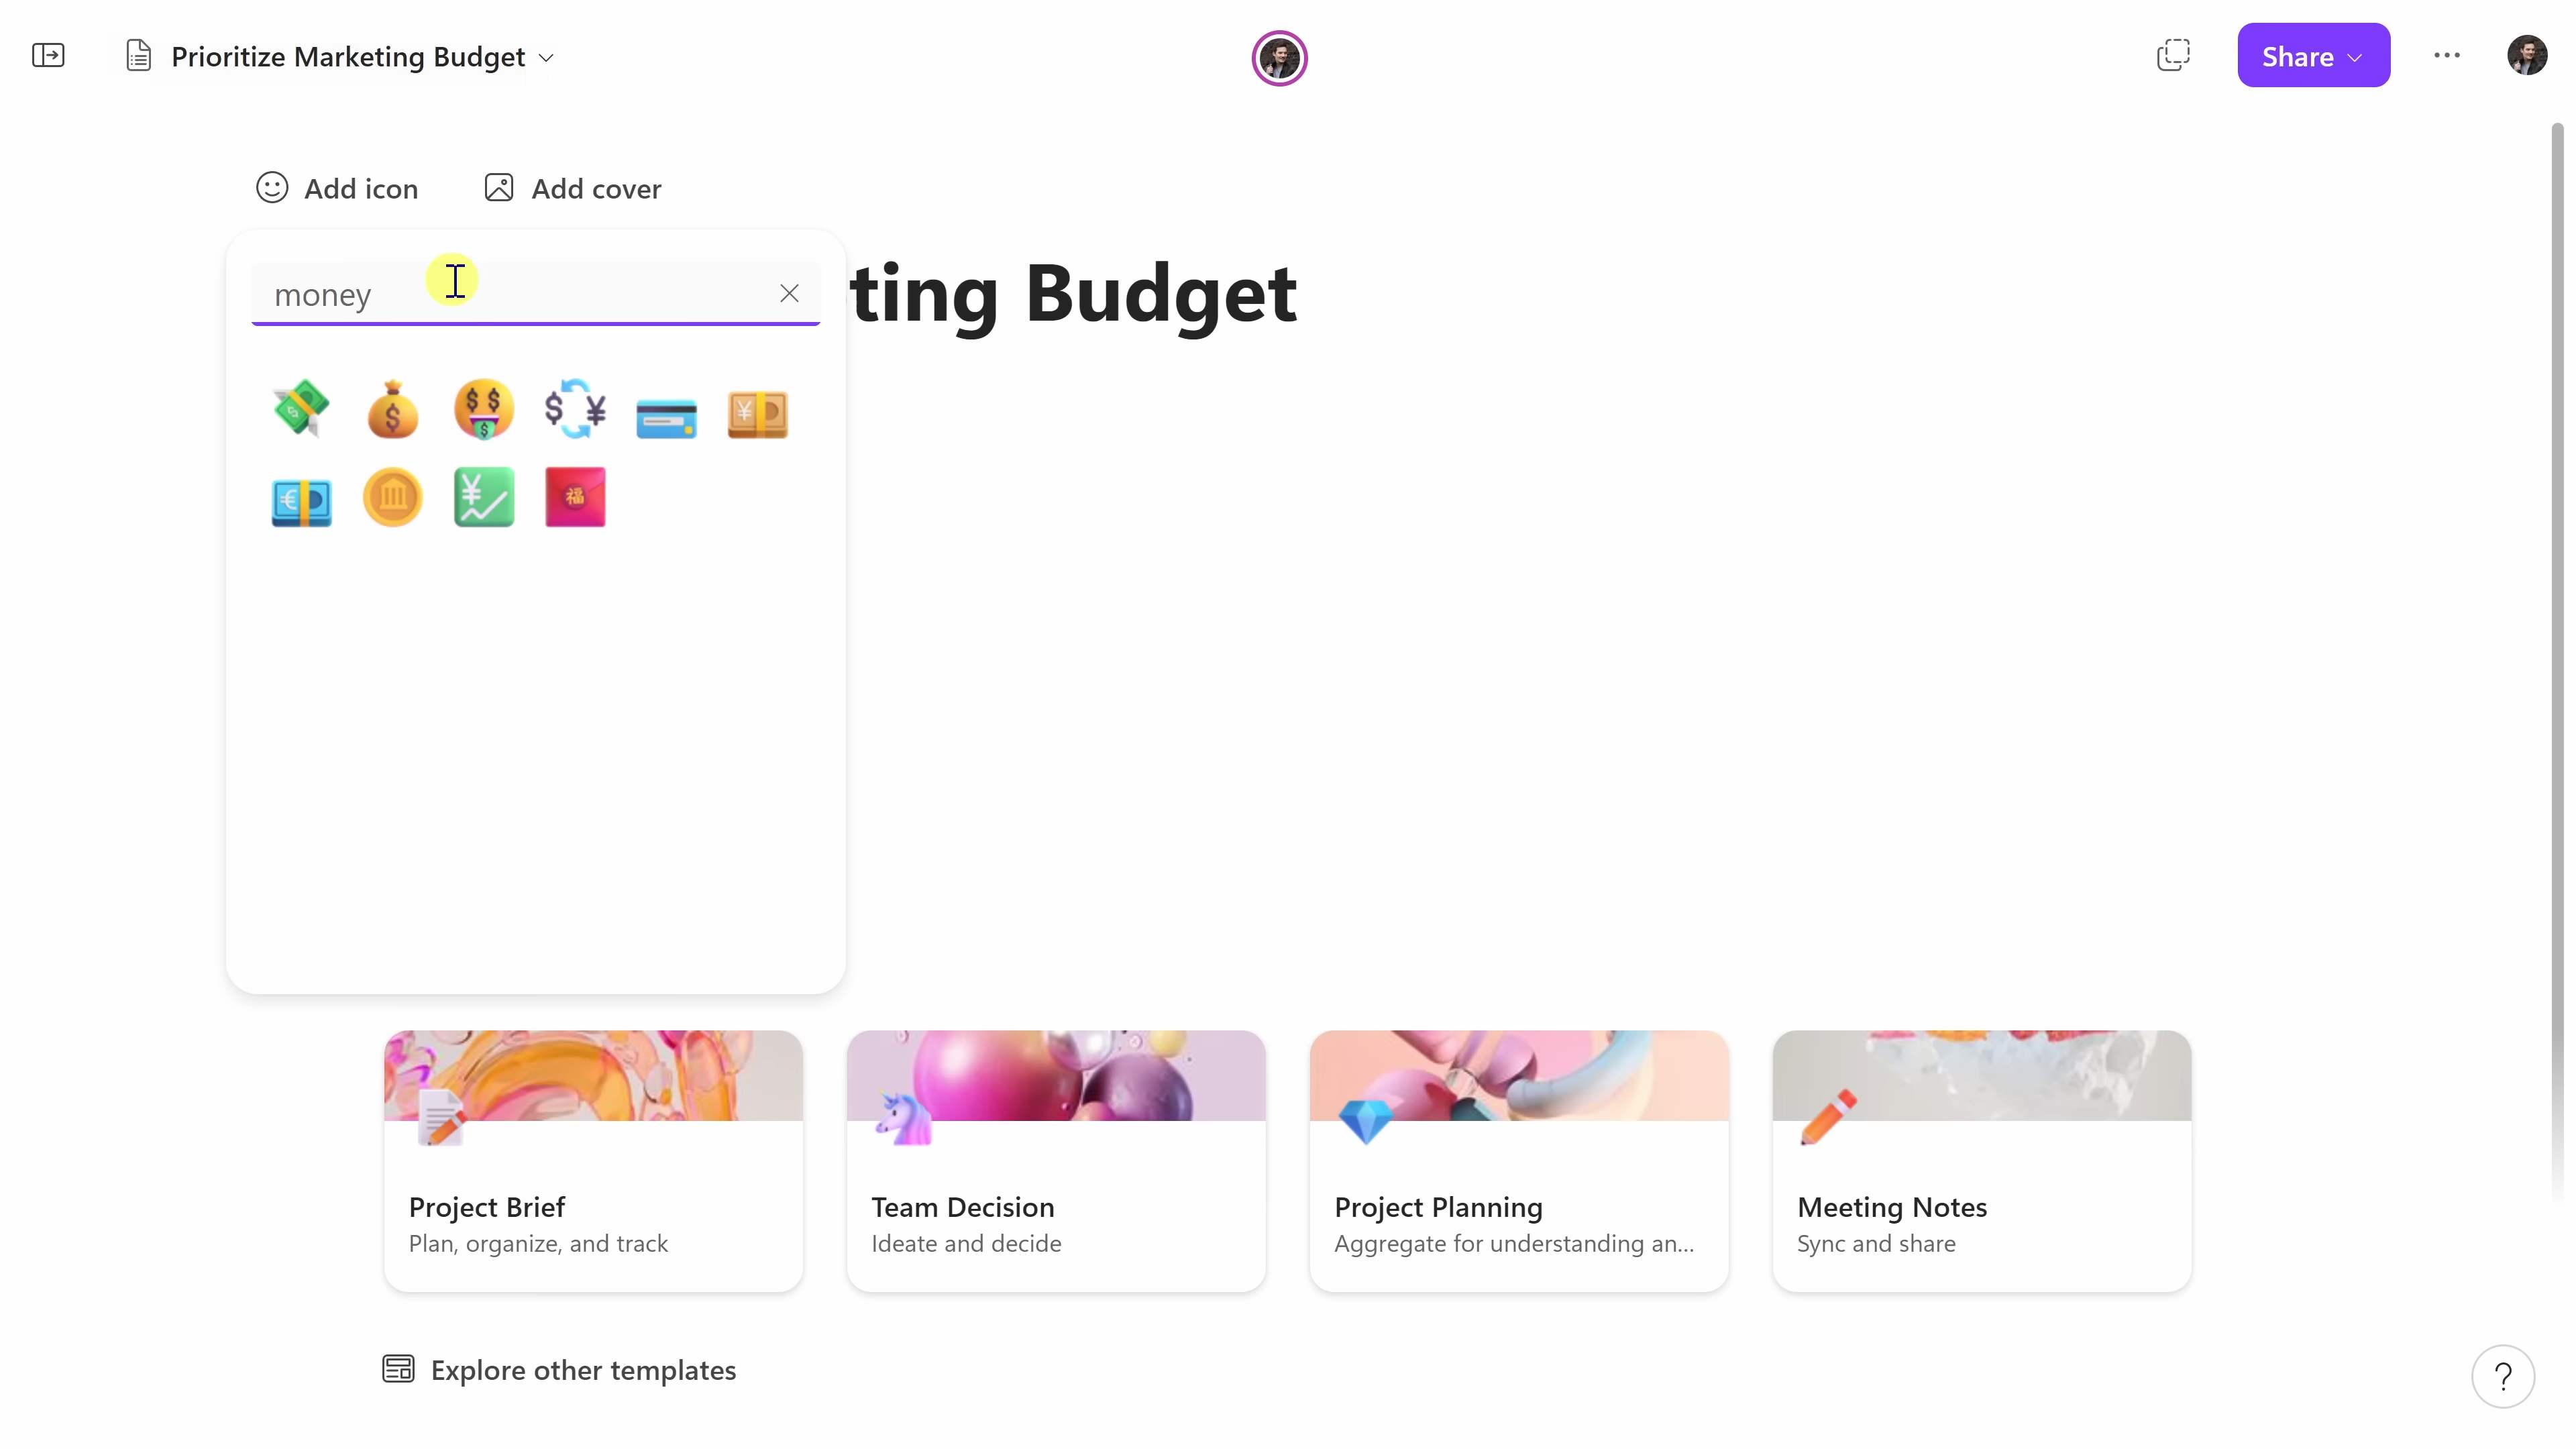 Prioritize Marketing Budget
Share
Add icon
Add cover
money
ting Budget
$ ¥
福
Project Brief
Plan, organize, and track
Team Decision
Ideate and decide
Project Planning
Aggregate for understanding an...
Meeting Notes
Sync and share
Explore other templates
?